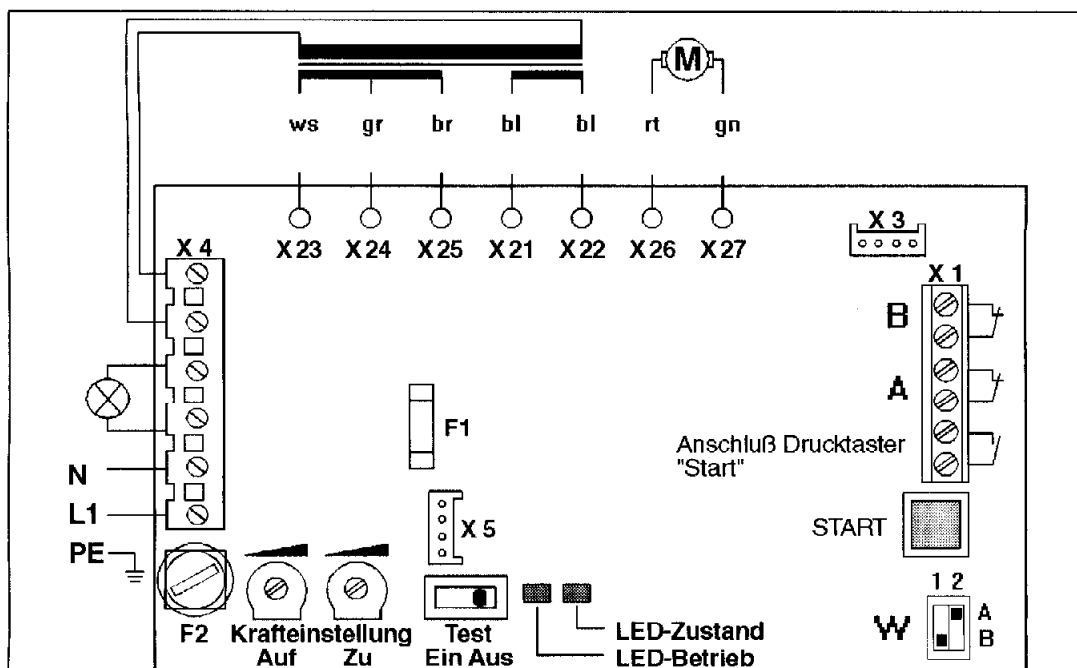 M
ws gr br bl bl rt gn
X 3
X23 X24 X25 X21 X22 X26 X27
X 4
X 1
B
A
F1
Anschluß Drucktaster
"Start"
N
L1
X 5
START
PE
1 2
A
W
B
F2 Krafteinstellung Test
Auf Zu Ein Aus
LED-Zustand
LED-Betrieb